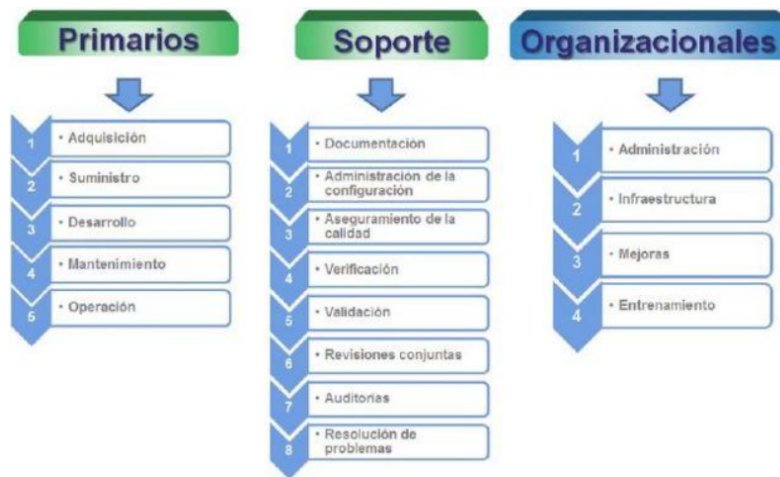 Primarios
1
• Adquisición
2
• Suministro
3
• Desarrollo
4
• Mantenimiento
5
• Operación
Soporte
1
• Documentación
2
• Administración de la
configuración
3
• Aseguramiento de la
calidad
4
• Verificación
5
• Validación
6
• Revisiones conjuntas
7
• Auditorías
8
• Resolución de
problemas
Organizacionales
1
• Administración
2
• Infraestructura
3
• Mejoras
4
• Entrenamiento